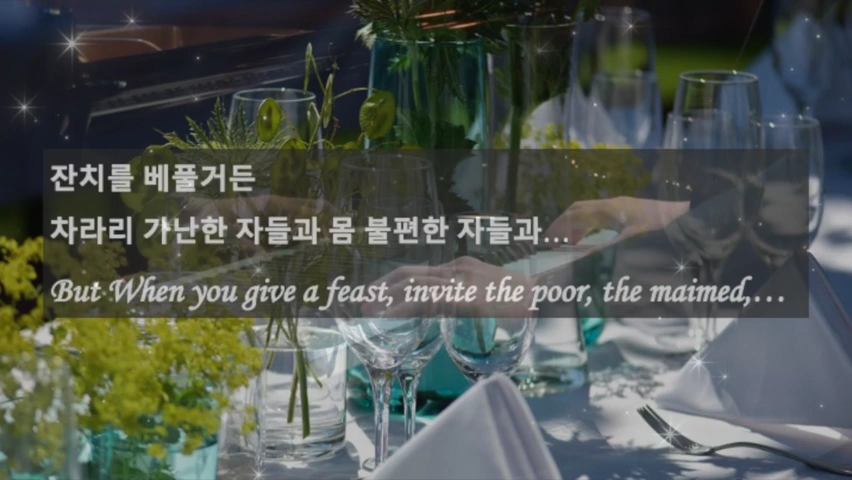 잔치를 베풀거든
차라리 가난한 자들과 몸 불편한 자들과...
But When you give a feast, invite the poor, the maimed,...